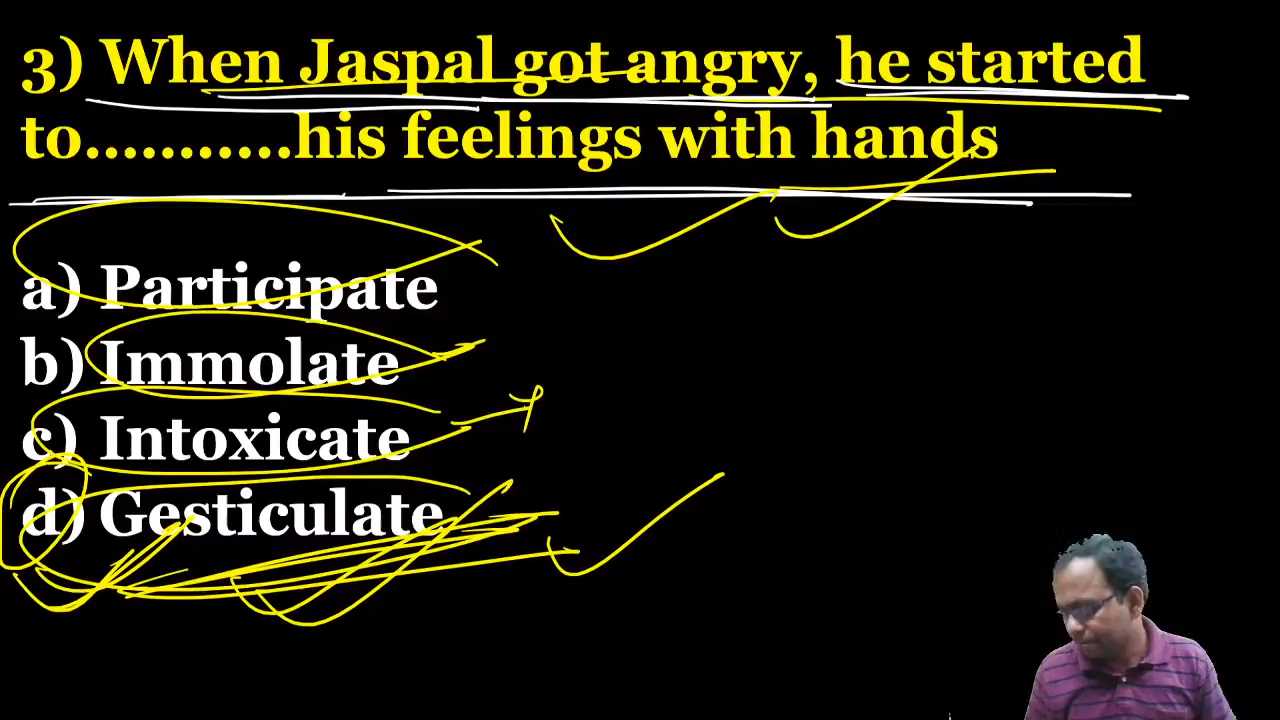 3) When Jaspal got angry, he started
to...........his feelings with hands
a) Participate
b) Immolate
c) Intoxicate
d) Gesticulate